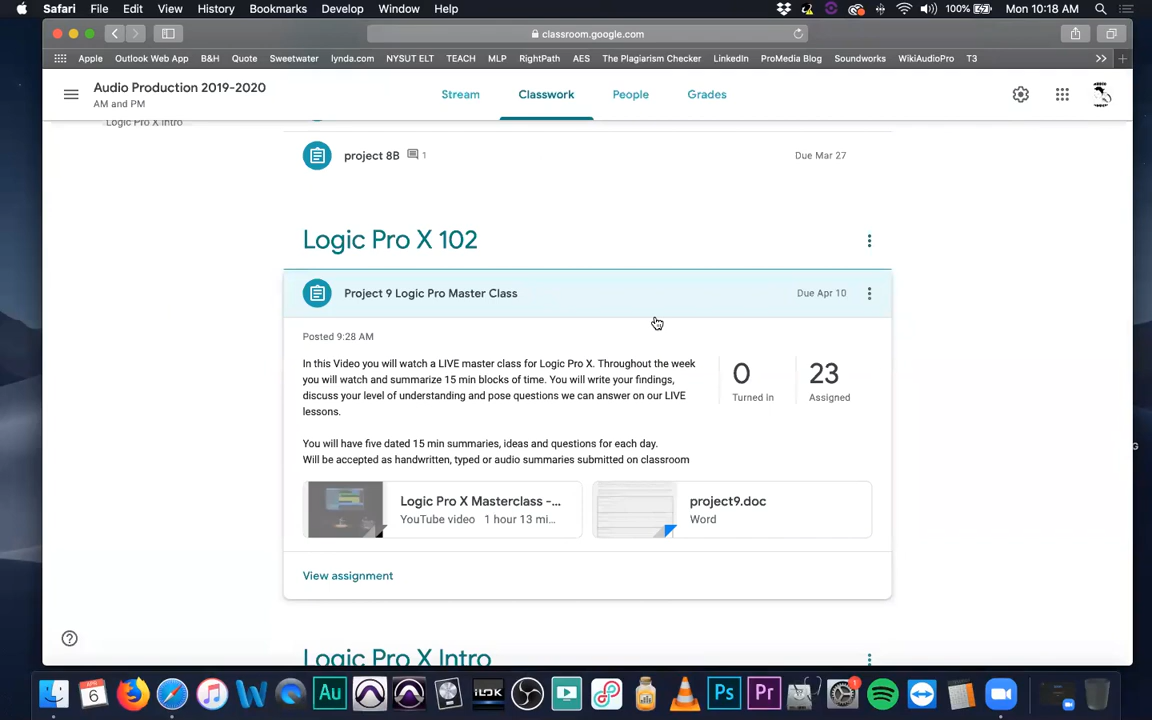 Safari File Edit View History Bookmarks Develop Window Help 100% Mon 10:18 AM
classroom.google.com
Apple Outlook Web App B&H Quote Sweetwater lynda.com NYSUT ELT TEACH MLP RightPath AES The Plagiarism Checker LinkedIn ProMedia Blog Soundworks WikiAudioPro T3
Audio Production 2019-2020
AM and PM
Stream Classwork People Grades
Logic Pro X Intro
project 8B 1 Due Mar 27
Logic Pro X 102
Project 9 Logic Pro Master Class Due Apr 10
Posted 9:28 AM
In this Video you will watch a LIVE master class for Logic Pro X. Throughout the week
you will watch and summarize 15 min blocks of time. You will write your findings,
discuss your level of understanding and pose questions we can answer on our LIVE
lessons.
You will have five dated 15 min summaries, ideas and questions for each day.
Will be accepted as handwritten, typed or audio summaries submitted on classroom
0
Turned in
23
Assigned
Logic Pro X Masterclass -...
YouTube video 1 hour 13 mi...
project9.doc
Word
View assignment
Logic Pro X Intro
APR
6
Au
iLOK
Ps
Pr
1